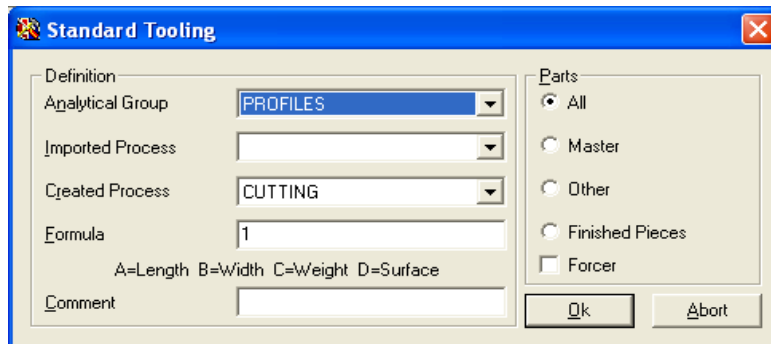 Standard Tooling
Definition
Analytical Group
PROFILES
Imported Process
Created Process
CUTTING
Formula
1
A=Length B=Width C=Weight D=Surface
Comment
Parts
All
Master
Other
Finished Pieces
Forcer
Ok
Abort